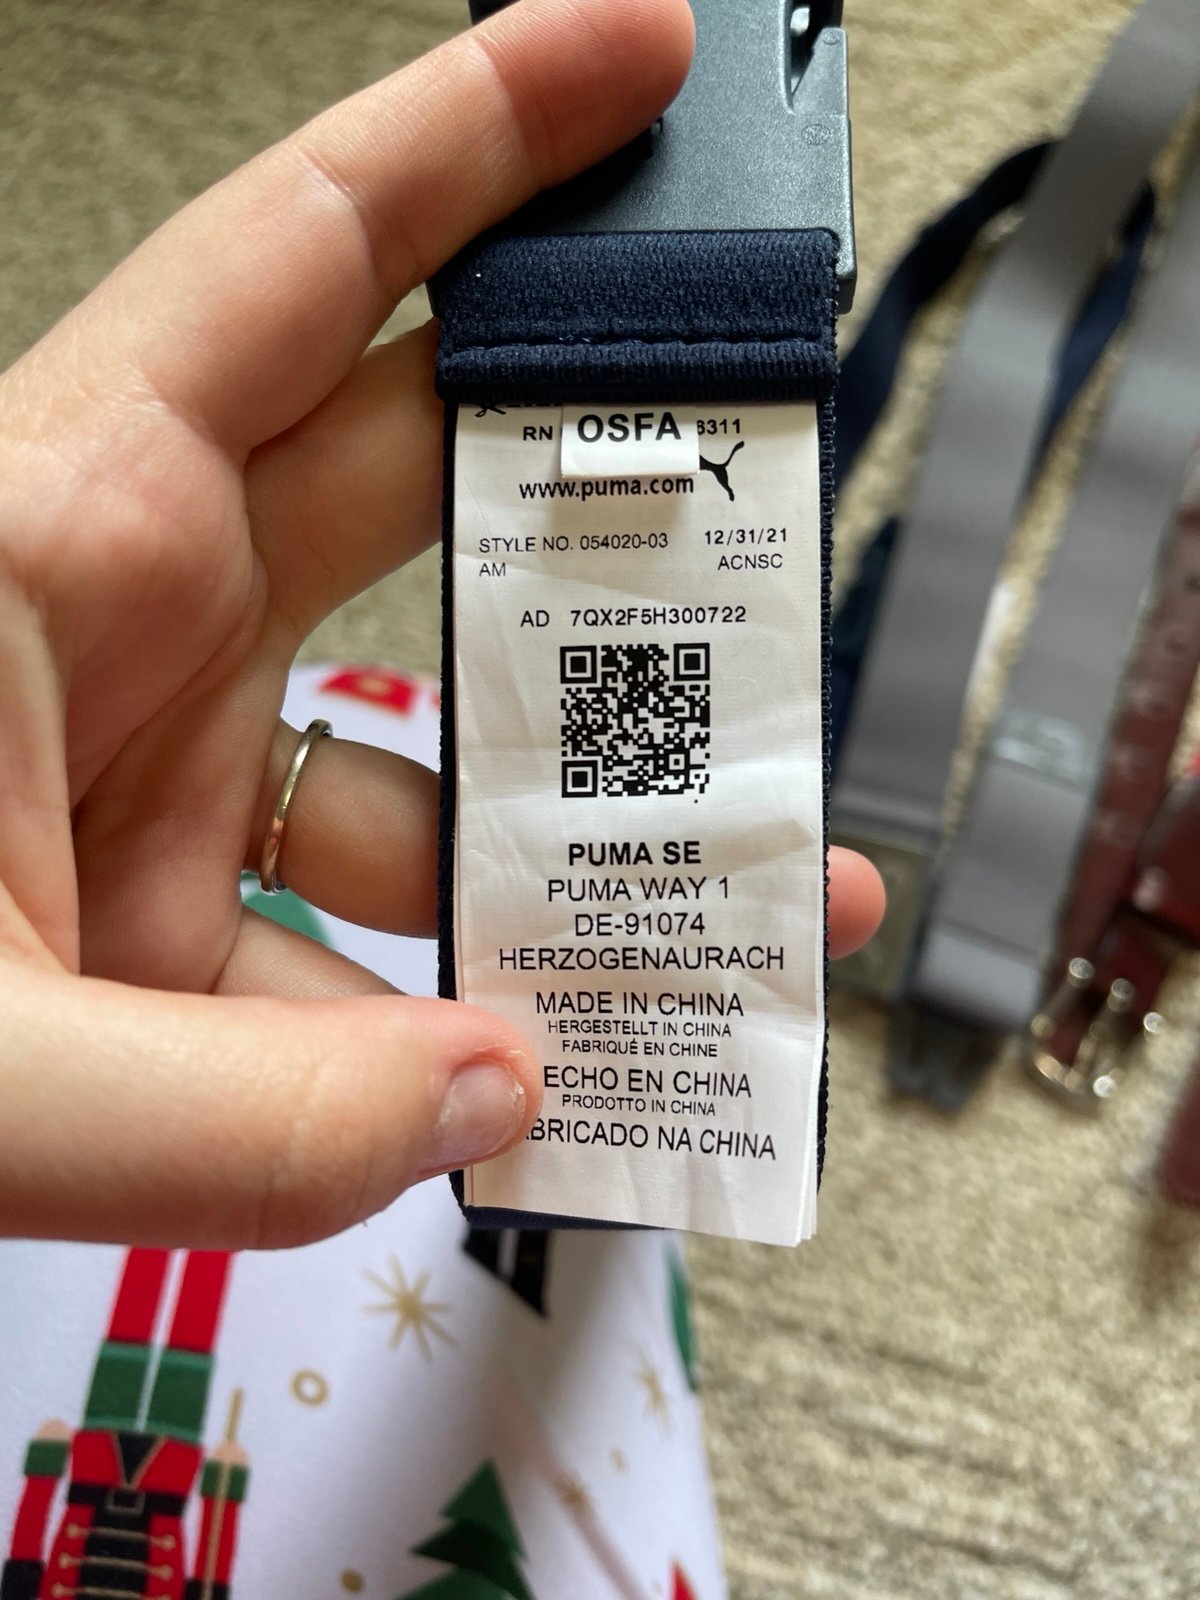 OSFA
RN 6311
www.puma.com
STYLE NO. 054020-03 12/31/21
AM ACNSC
AD 7QX2F5H300722
PUMA SE
PUMA WAY 1
DE-91074
HERZOGENAURACH
MADE IN CHINA
HERGESTELLT IN CHINA
FABRIQUÉ EN CHINE
ECHO EN CHINA
PRODOTTO IN CHINA
BRICADO NA CHINA